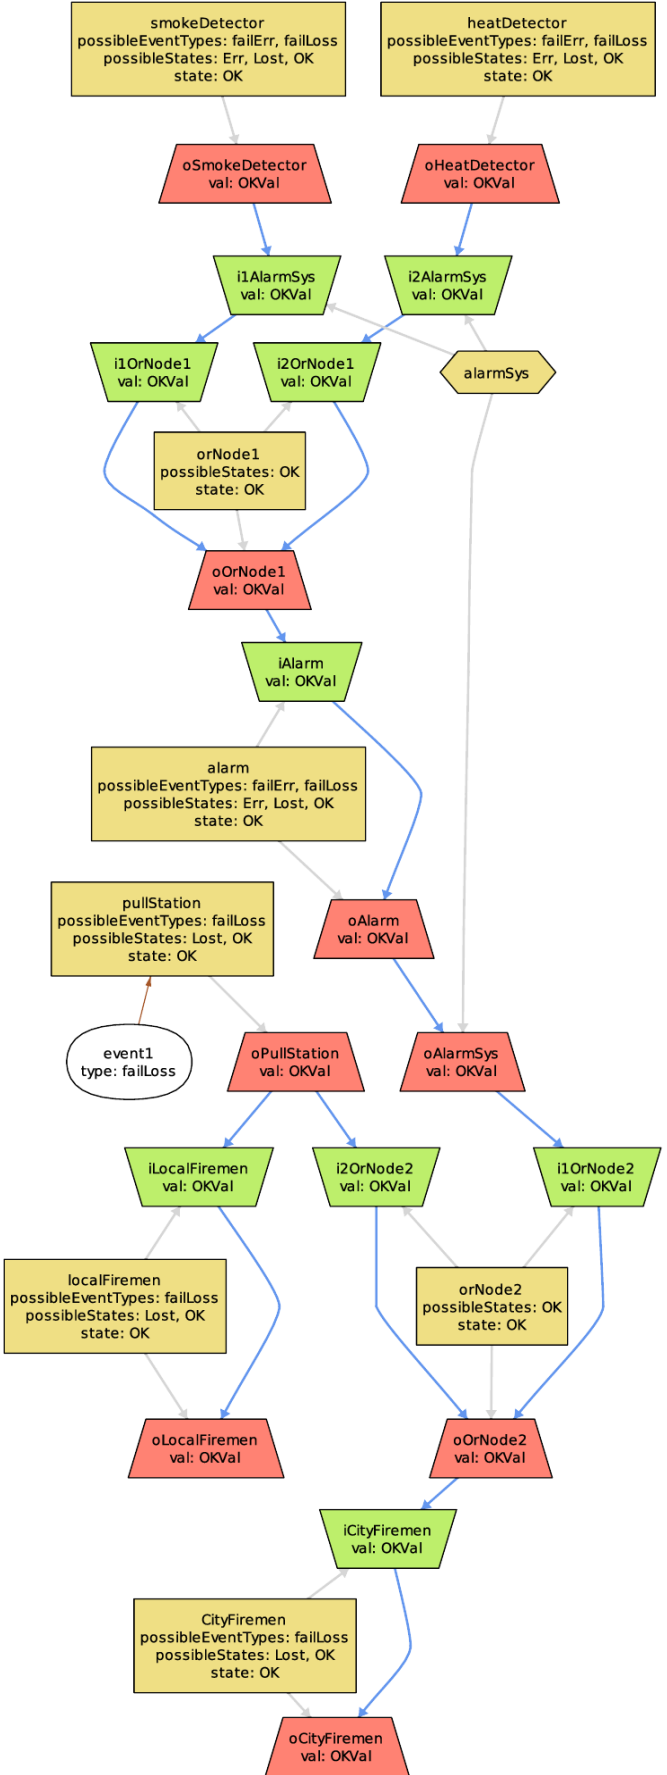 smokeDetector
possibleEventTypes: failErr, failLoss
possibleStates: Err, Lost, OK
state: OK
heatDetector
possibleEventTypes: failErr, failLoss
possibleStates: Err, Lost, OK
state: OK
oSmokeDetector
val: OKVal
oHeatDetector
val: OKVal
i1AlarmSys
val: OKVal
i2AlarmSys
val: OKVal
i1OrNode1
val: OKVal
i2OrNode1
val: OKVal
alarmSys
orNode1
possibleStates: OK
state: OK
oOrNode1
val: OKVal
iAlarm
val: OKVal
alarm
possibleEventTypes: failErr, failLoss
possibleStates: Err, Lost, OK
state: OK
pullStation
possibleEventTypes: failLoss
possibleStates: Lost, OK
state: OK
oAlarm
val: OKVal
event1
type: failLoss
oPullStation
val: OKVal
oAlarmSys
val: OKVal
iLocalFiremen
val: OKVal
i2OrNode2
val: OKVal
i1OrNode2
val: OKVal
localFiremen
possibleEventTypes: failLoss
possibleStates: Lost, OK
state: OK
orNode2
possibleStates: OK
state: OK
oLocalFiremen
val: OKVal
oOrNode2
val: OKVal
iCityFiremen
val: OKVal
CityFiremen
possibleEventTypes: failLoss
possibleStates: Lost, OK
state: OK
oCityFiremen
val: OKVal